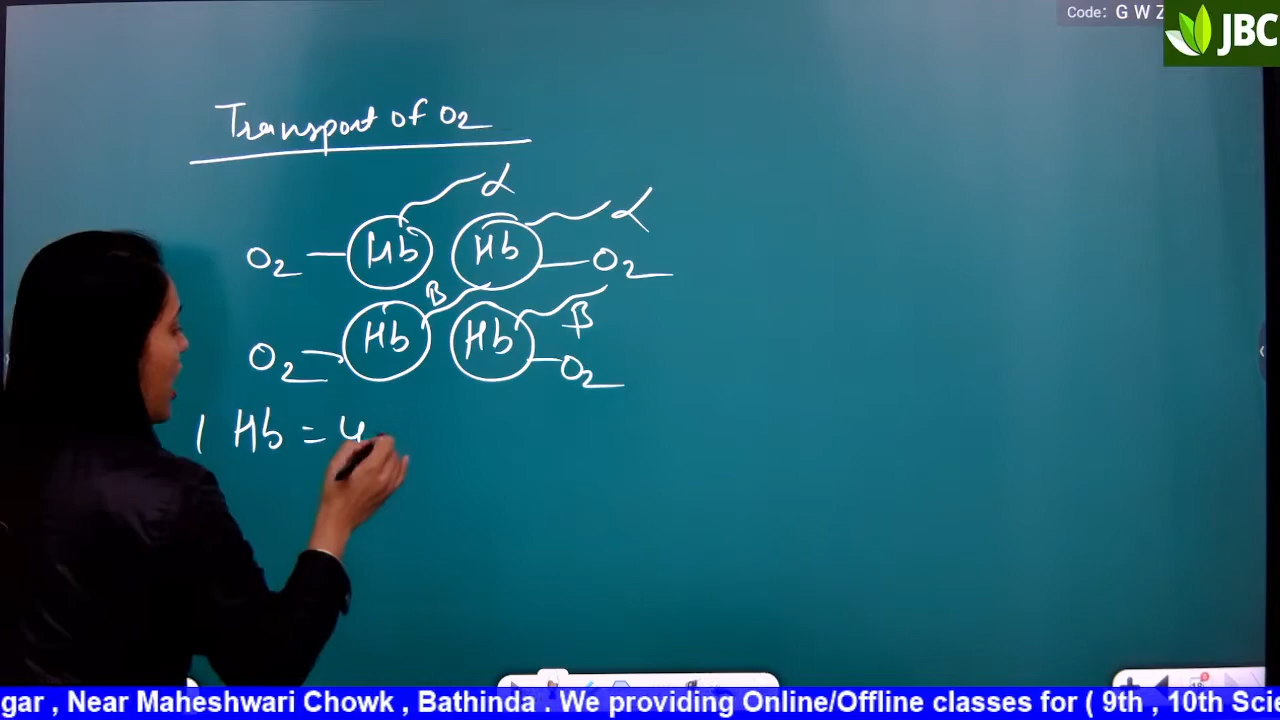 Code: G W Z
JBC
Transport of O2
α
α
O2 Hb Hb O2
B
β
O2 Hb Hb O2
1 Hb = 4
gar , Near Maheshwari Chowk , Bathinda . We providing Online/Offline classes for ( 9th , 10th Scie